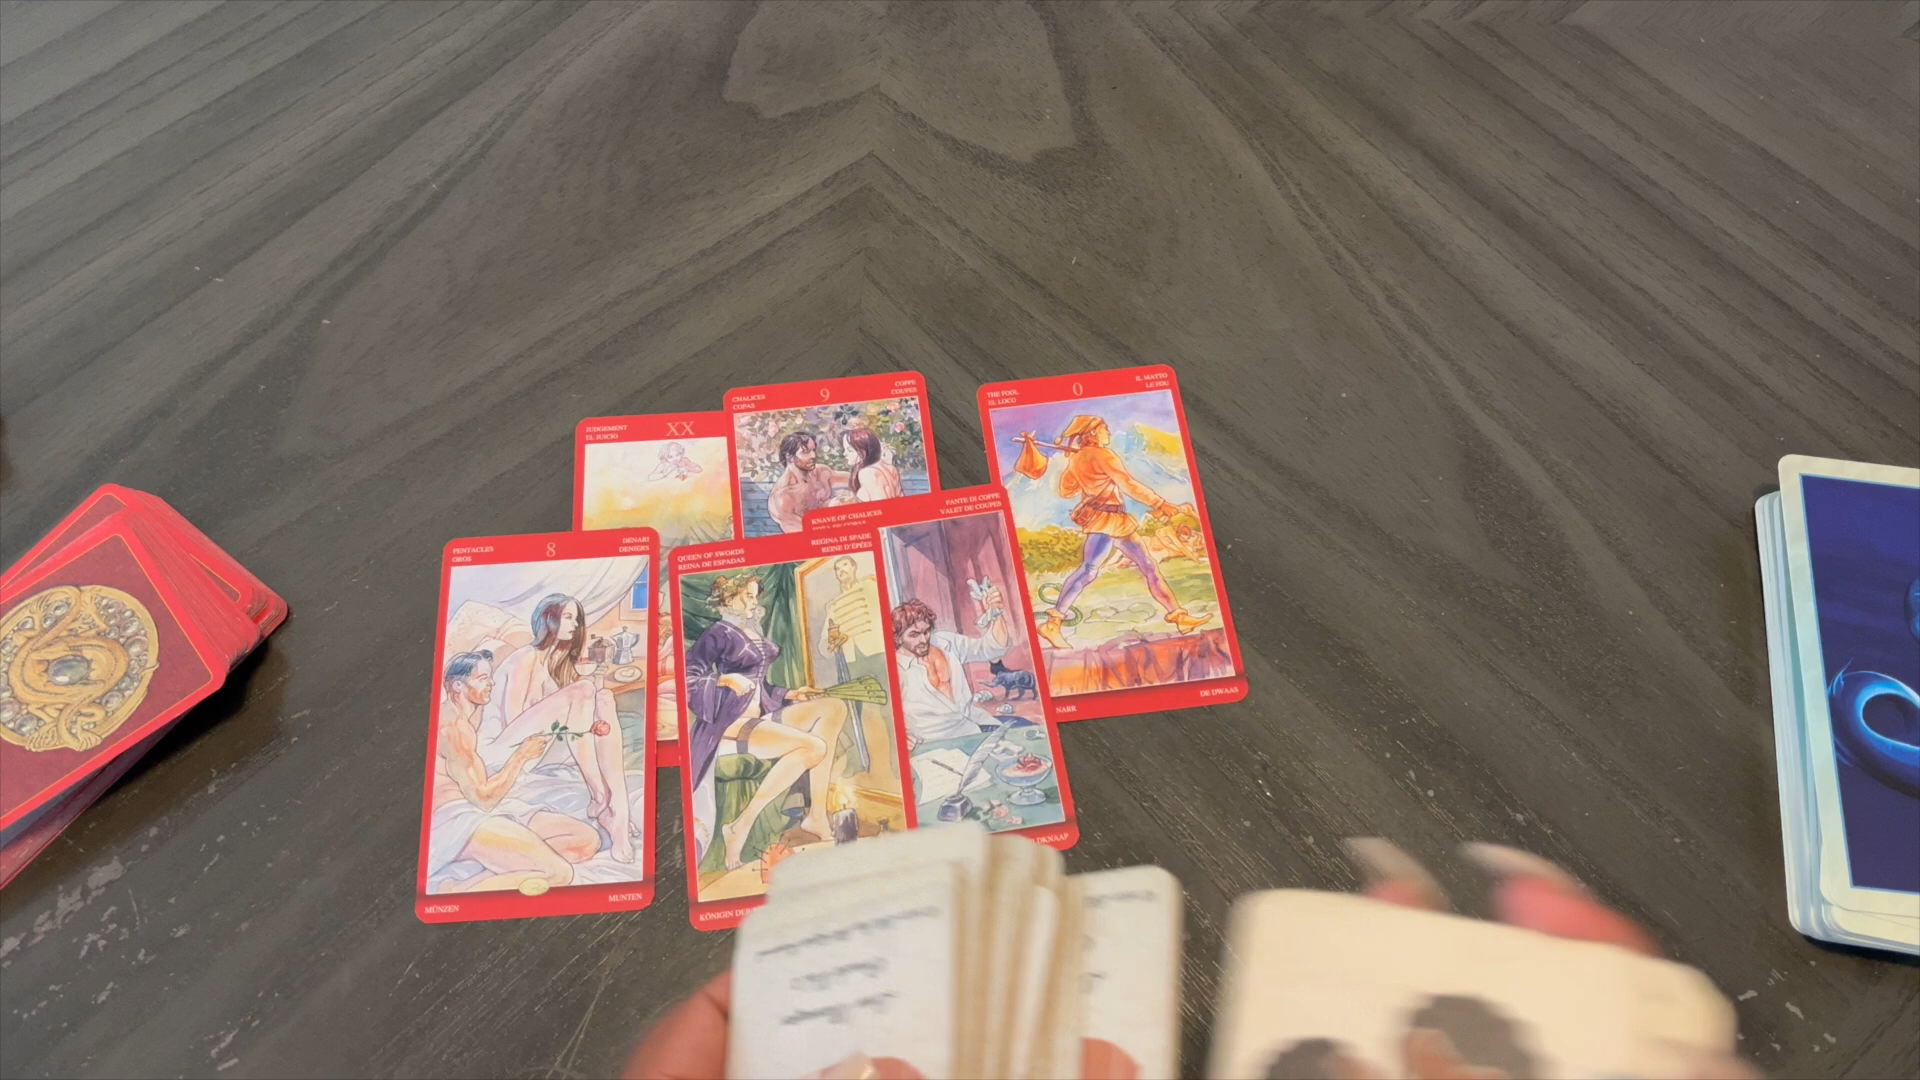 JUDGEMENT
EL JUICIO
XX
CHALICES
COPAS
9
COPPE
COUPES
THE FOOL
EL LOCO
0
IL MATTO
LE FOU
NARR
DE DWAAS
PENTACLES
OROS
8
DENARI
DENIERS
MÜNZEN
MUNTEN
QUEEN OF SWORDS
REINA DE ESPADAS
REGINA DI SPADE
REINE D'ÉPÉES
KÖNIGIN DER
KNAVE OF CHALICES
FANTE DI COPPE
VALET DE COUPES